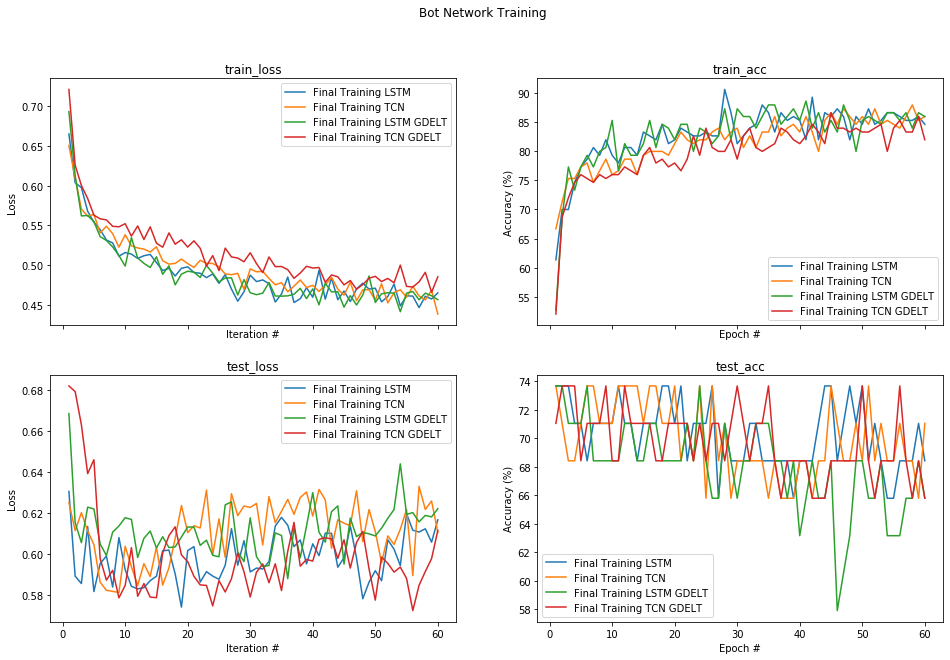 Bot Network Training
train_loss
0.70
0.65
0.60
0.55
0.50
0.45
Loss
Iteration #
Final Training LSTM
Final Training TCN
Final Training LSTM GDELT
Final Training TCN GDELT
train_acc
90
85
80
75
70
65
60
55
Accuracy (%)
Epoch #
Final Training LSTM
Final Training TCN
Final Training LSTM GDELT
Final Training TCN GDELT
test_loss
0.68
0.66
0.64
0.62
0.60
0.58
Loss
0 10 20 30 40 50 60
Iteration #
Final Training LSTM
Final Training TCN
Final Training LSTM GDELT
Final Training TCN GDELT
test_acc
74
72
70
68
66
64
62
60
58
Accuracy (%)
0 10 20 30 40 50 60
Epoch #
Final Training LSTM
Final Training TCN
Final Training LSTM GDELT
Final Training TCN GDELT